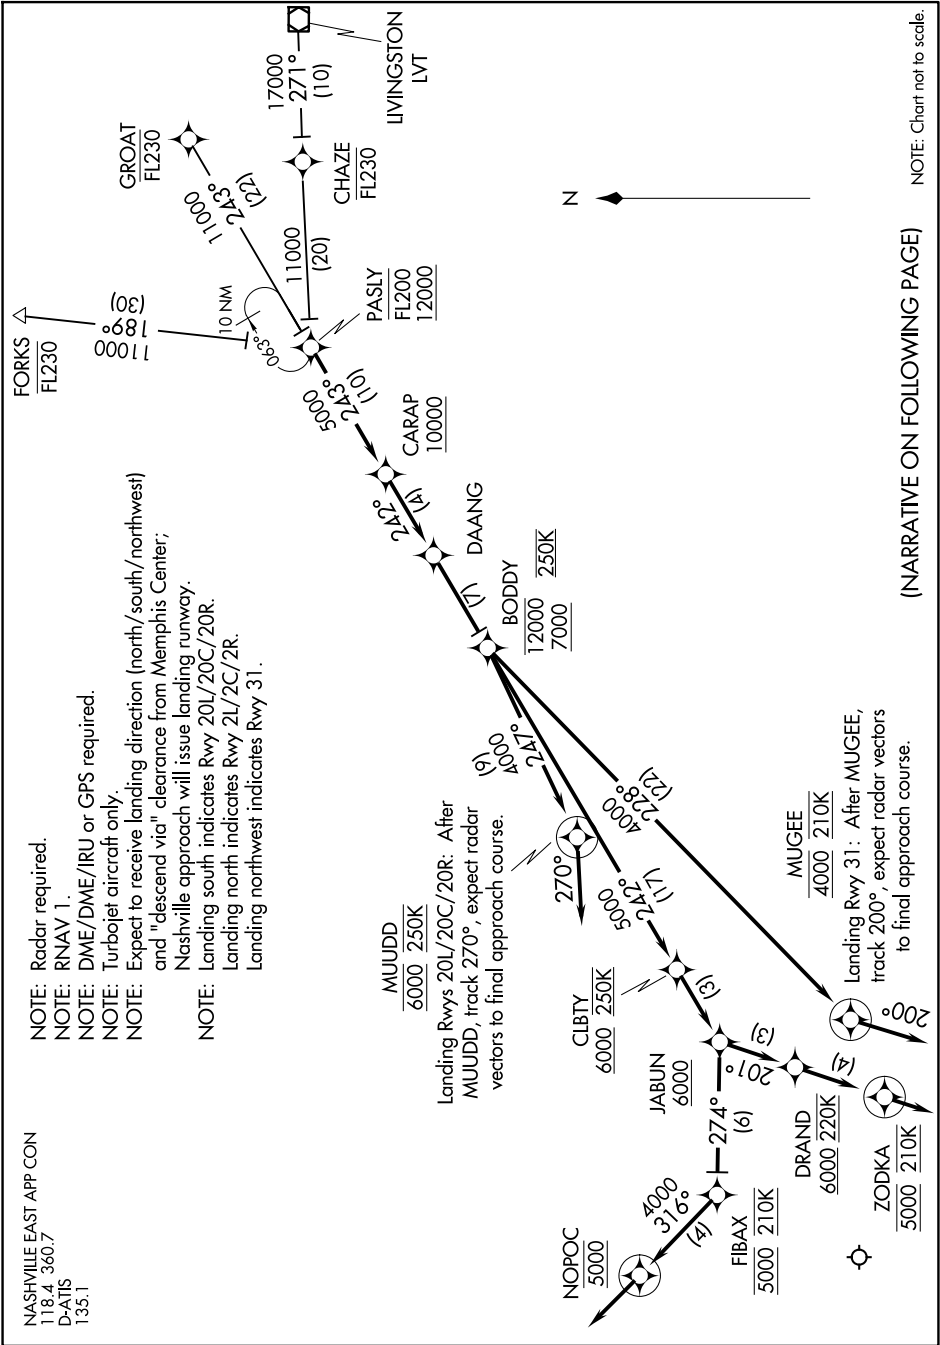 NASHVILLE EAST APP CON
118.4 360.7
D-ATIS
135.1
NOTE: Radar required.
NOTE: RNAV 1.
NOTE: DME/DME/IRU or GPS required.
NOTE: Turbojet aircraft only.
NOTE: Expect to receive landing direction (north/south/northwest)
and "descend via" clearance from Memphis Center;
Nashville approach will issue landing runway.
NOTE: Landing south indicates Rwy 20L/20C/20R.
Landing north indicates Rwy 2L/2C/2R.
Landing northwest indicates Rwy 31.
FORKS
FL230
11000
189°
(30)
GROAT
FL230
11000
243°
(22)
LIVINGSTON
LVT
17000
271°
(10)
CHAZE
FL230
11000
(20)
10 NM
063°
PASLY
FL200
12000
5000
243°
(10)
CARAP
10000
242°
(4)
DAANG
(7)
BODDY
12000 250K
7000
(9)
4000
247°
MUUDD
6000 250K
Landing Rwys 20L/20C/20R: After
MUUDD, track 270°, expect radar
vectors to final approach course.
270°
5000
242°
(17)
4000
228°
(22)
CLBTY
6000 250K
(3)
JABUN
6000
274°
(6)
201°
(3)
DRAND
6000 220K
(4)
ZODKA
5000 210K
FIBAX
5000 210K
4000
316°
(4)
NOPOC
5000
MUGEE
4000 210K
Landing Rwy 31: After MUGEE,
track 200°, expect radar vectors
to final approach course.
200°
N
(NARRATIVE ON FOLLOWING PAGE)
NOTE: Chart not to scale.